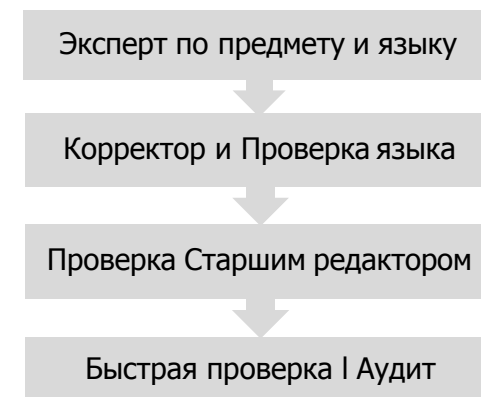 Эксперт по предмету и языку
Корректор и Проверка языка
Проверка Старшим редактором
Быстрая проверка l Аудит